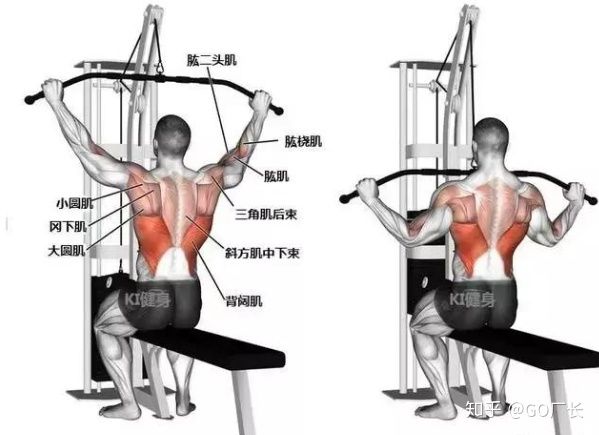 肱二头肌
肱桡肌
肱肌
小圆肌
三角肌后束
冈下肌
大圆肌
斜方肌中下束
背阔肌
KI健身
KI健身
知乎 @GO厂长